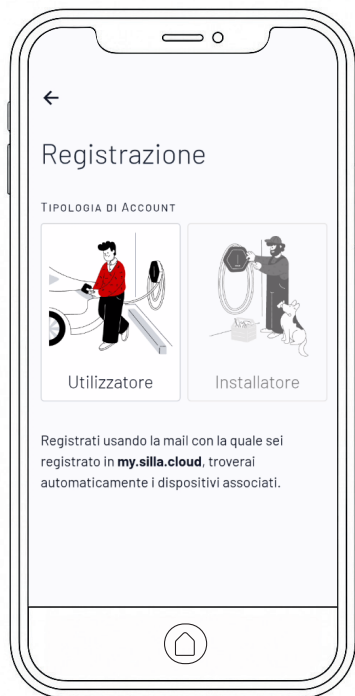 Registrazione
Tipologia di Account
Utilizzatore
Installatore
Registrati usando la mail con la quale sei
registrato in my.silla.cloud, troverai
automaticamente i dispositivi associati.